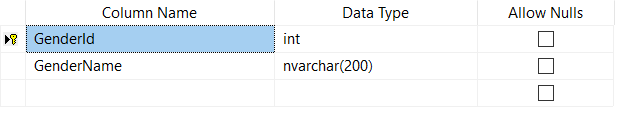 Column Name Data Type Allow Nulls
GenderId int
GenderName nvarchar(200)